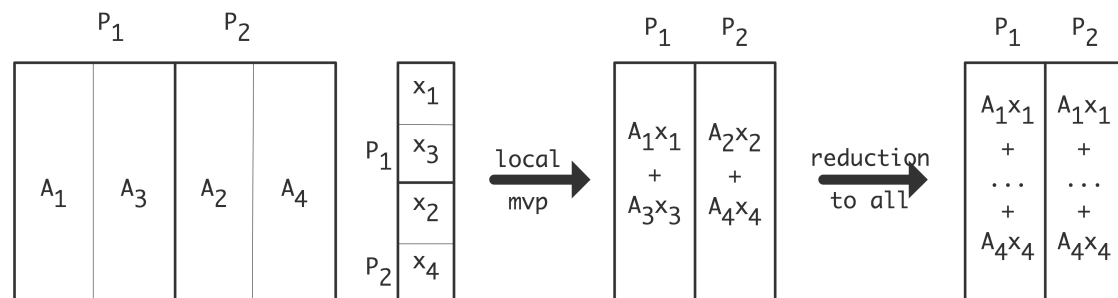 P1 P2
A1 A3 A2 A4
P1
P2
x1
x3
x2
x4
local
mvp
P1 P2
A1x1 A2x2
+ +
A3x3 A4x4
reduction
to all
P1 P2
A1x1 A1x1
+ +
... ...
+ +
A4x4 A4x4